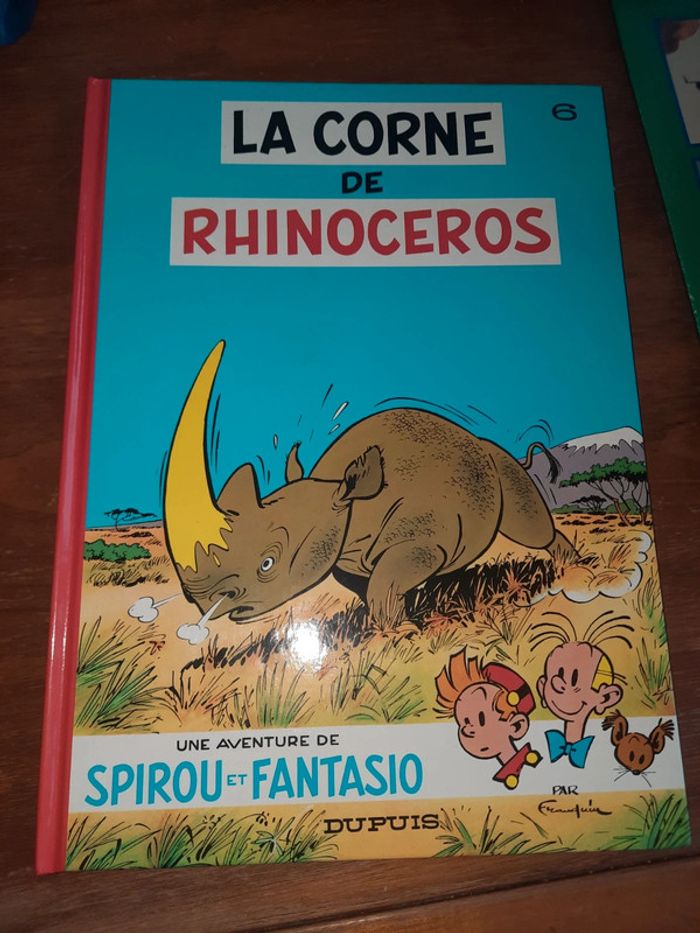 6
LA CORNE
DE
RHINOCEROS
UNE AVENTURE DE
SPIROU ET FANTASIO
PAR
Franquin
DUPUIS